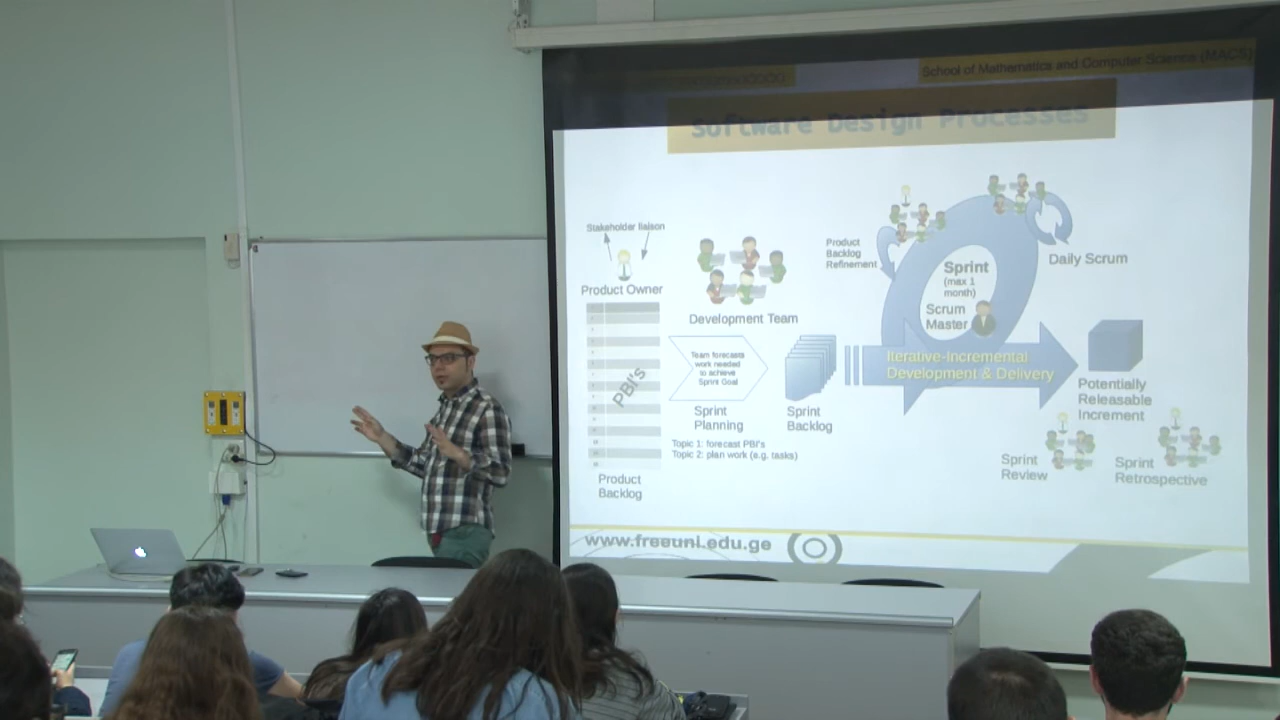 School of Mathematics and Computer Science (MACS)
Software Design Processes
Stakeholder liaison
Product Owner
PBI's
Product
Backlog
Development Team
Team forecasts
work needed
to achieve
Sprint Goal
Sprint
Planning
Topic 1: forecast PBI's
Topic 2: plan work (e.g. tasks)
Sprint
Backlog
Product
Backlog
Refinement
Sprint
(max 1
month)
Scrum
Master
Daily Scrum
Iterative-Incremental
Development & Delivery
Potentially
Releasable
Increment
Sprint
Review
Sprint
Retrospective
www.freeuni.edu.ge